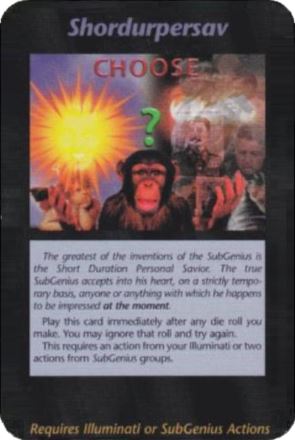 Shordurpersav
CHOOSE
?
The greatest of the inventions of the SubGenius is
the Short Duration Personal Savior. The true
SubGenius accepts into his heart, on a strictly tempo-
rary basis, anyone or anything with which he happens
to be impressed at the moment.
Play this card immediately after any die roll you
make. You may ignore that roll and try again.
This requires an action from your Illuminati or two
actions from SubGenius groups.
Requires Illuminati or SubGenius Actions